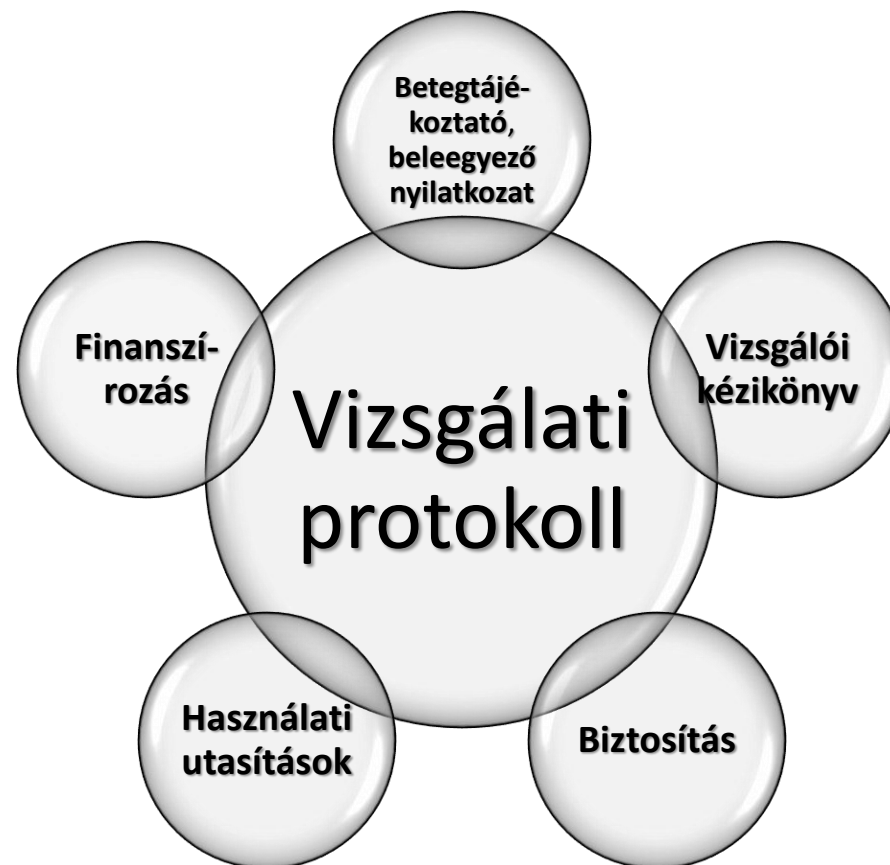 Betegtájé-
koztató,
beleegyező
nyilatkozat
Finanszí-
rozás
Vizsgálói
kézikönyv
Vizsgálati
protokoll
Használati
utasítások
Biztosítás